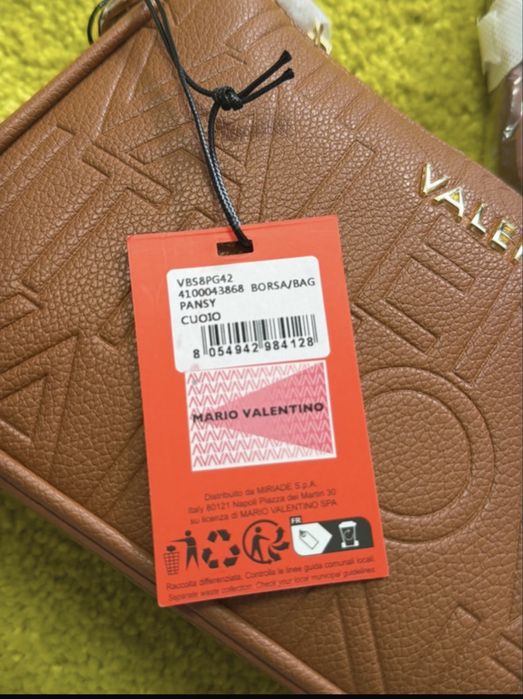 VALE
VBS8PG42
4100043868 BORSA/BAG
PANSY
CUOIO
8 054942 984128
MARIO VALENTINO
Distribuito da MIRIADE S.p.A.
Italy 80121 Napoli Piazza dei Martiri 30
su licenza di MARIO VALENTINO SPA
FR
Raccolta differenziata. Controlla le linee guida comunali locali.
Separate waste collection. Check your local municipal guidelines.